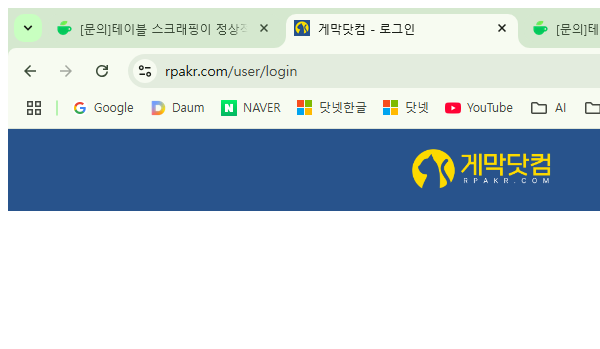 [문의]테이블 스크래핑이 정상적
게막닷컴 - 로그인
[문의]테
rpakr.com/user/login
Google
Daum
NAVER
닷넷한글
닷넷
YouTube
AI
게막닷컴
RPAKR.COM